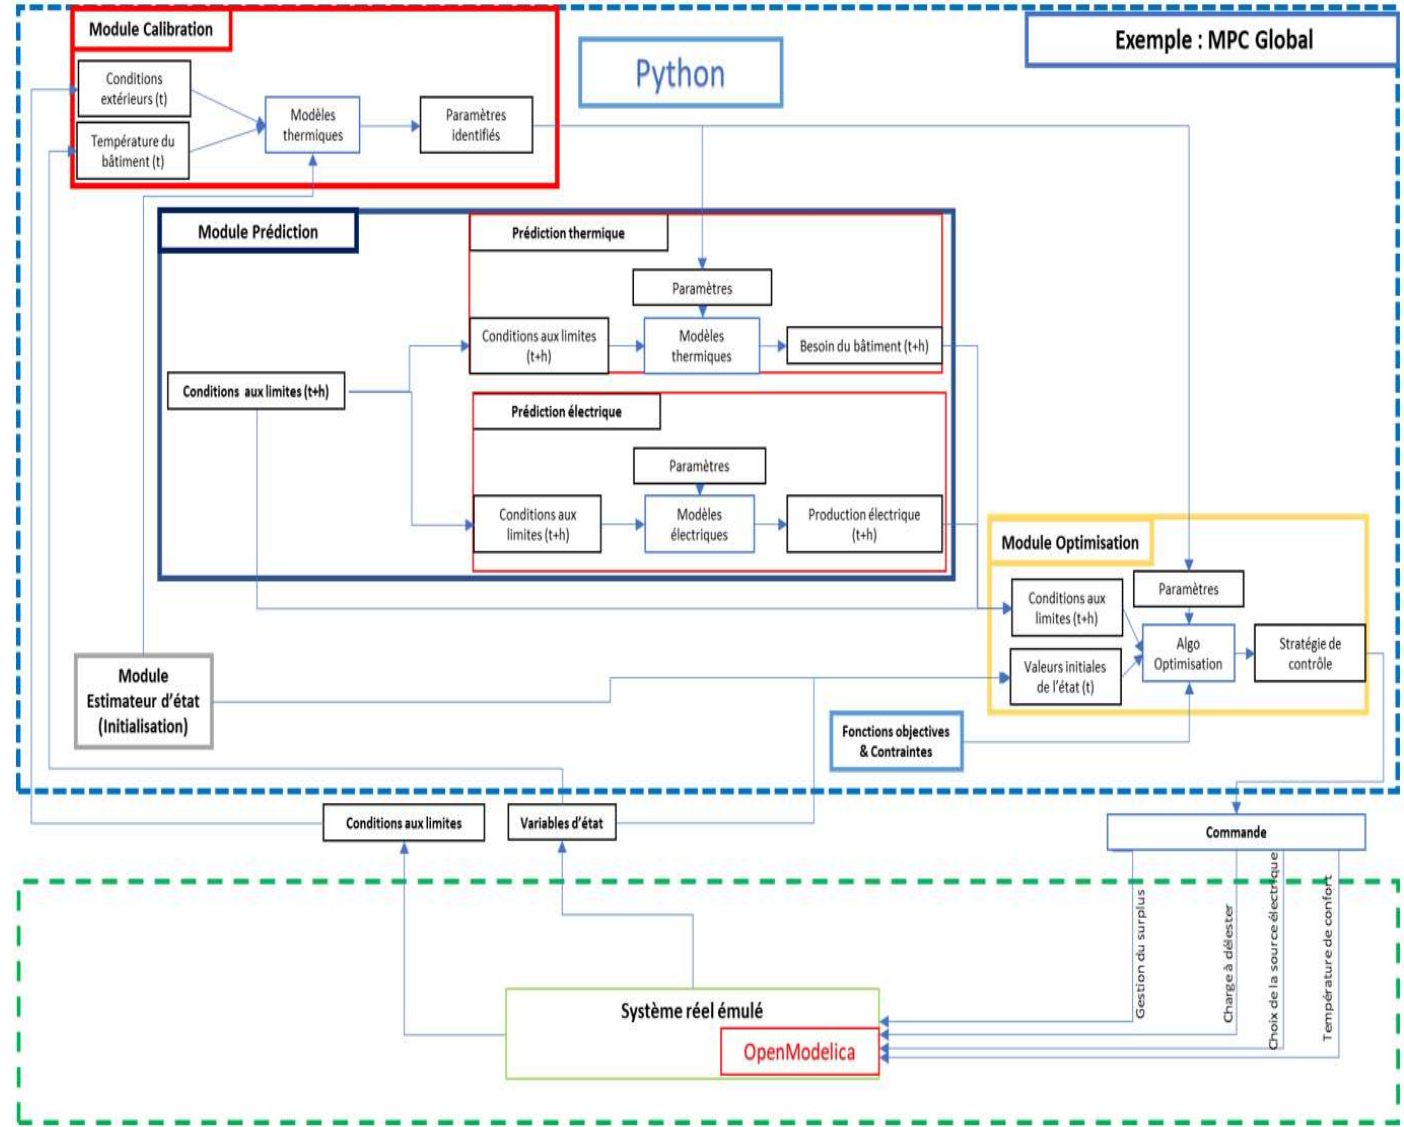 Module Calibration
Exemple : MPC Global
Python
Conditions
extérieurs (t)
Température du
bâtiment (t)
Modèles
thermiques
Paramètres
identifiés
Module Prédiction
Prédiction thermique
Paramètres
Conditions aux limites
(t+h)
Modèles
thermiques
Besoin du bâtiment (t+h)
Conditions aux limites (t+h)
Prédiction électrique
Paramètres
Conditions aux
limites (t+h)
Modèles
électriques
Production électrique
(t+h)
Module Optimisation
Paramètres
Conditions aux
limites (t+h)
Algo
Optimisation
Stratégie de
contrôle
Valeurs initiales
de l'état (t)
Module
Estimateur d'état
(Initialisation)
Fonctions objectives
& Contraintes
Conditions aux limites
Variables d'état
Commande
Gestion du surplus
Charge à délester
Choix de la source électrique
Température de confort
Système réel émulé
OpenModelica